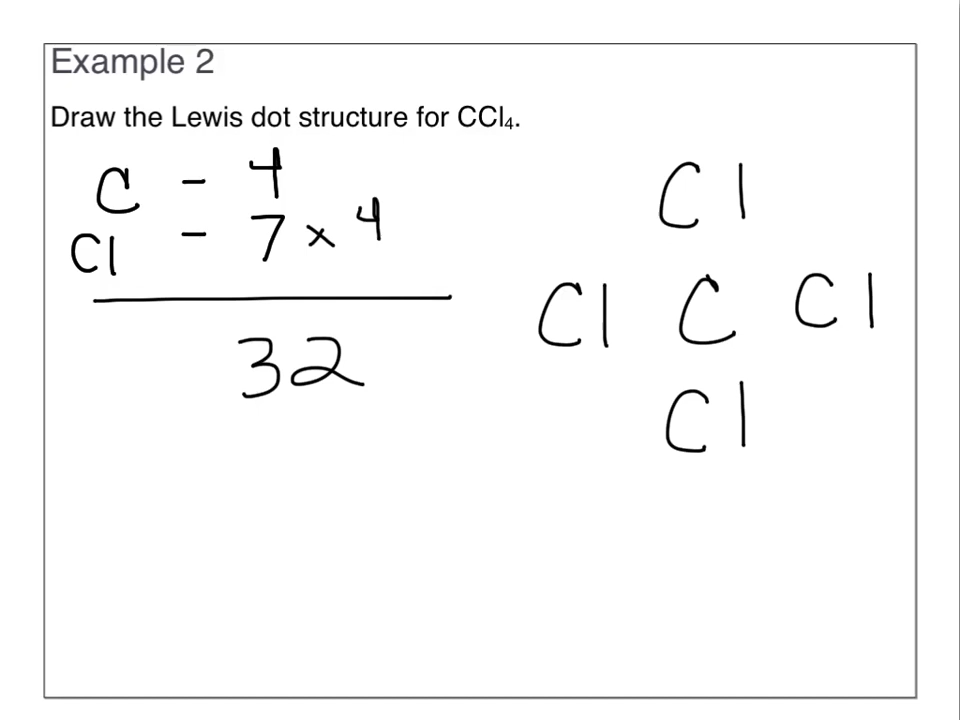 Example 2
Draw the Lewis dot structure for CCl₄.
C - 4
Cl - 7 x 4
32
Cl
Cl C Cl
Cl